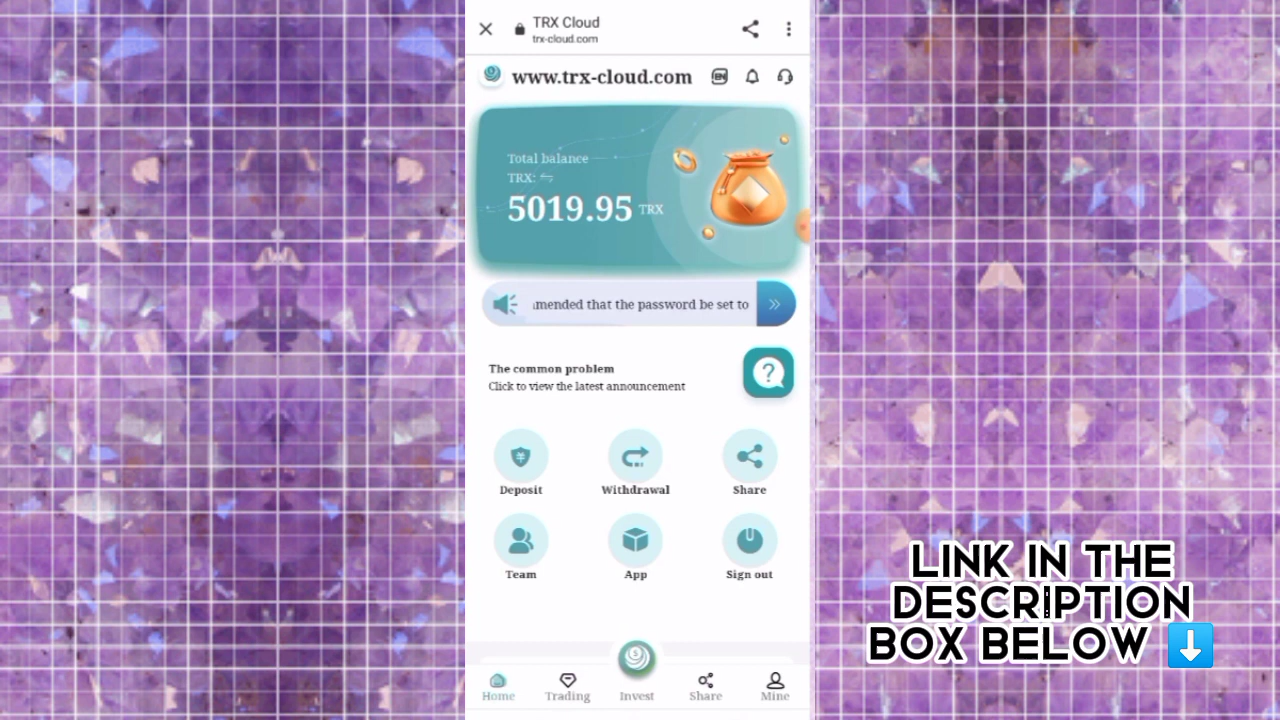 TRX Cloud
trx-cloud.com
www.trx-cloud.com
EN
Total balance
TRX:
5019.95 TRX
mended that the password be set to
The common problem
Click to view the latest announcement
Deposit
Withdrawal
Share
Team
App
Sign out
Home
Trading
Invest
Share
Mine
LINK IN THE
DESCRIPTION
BOX BELOW ⬇️